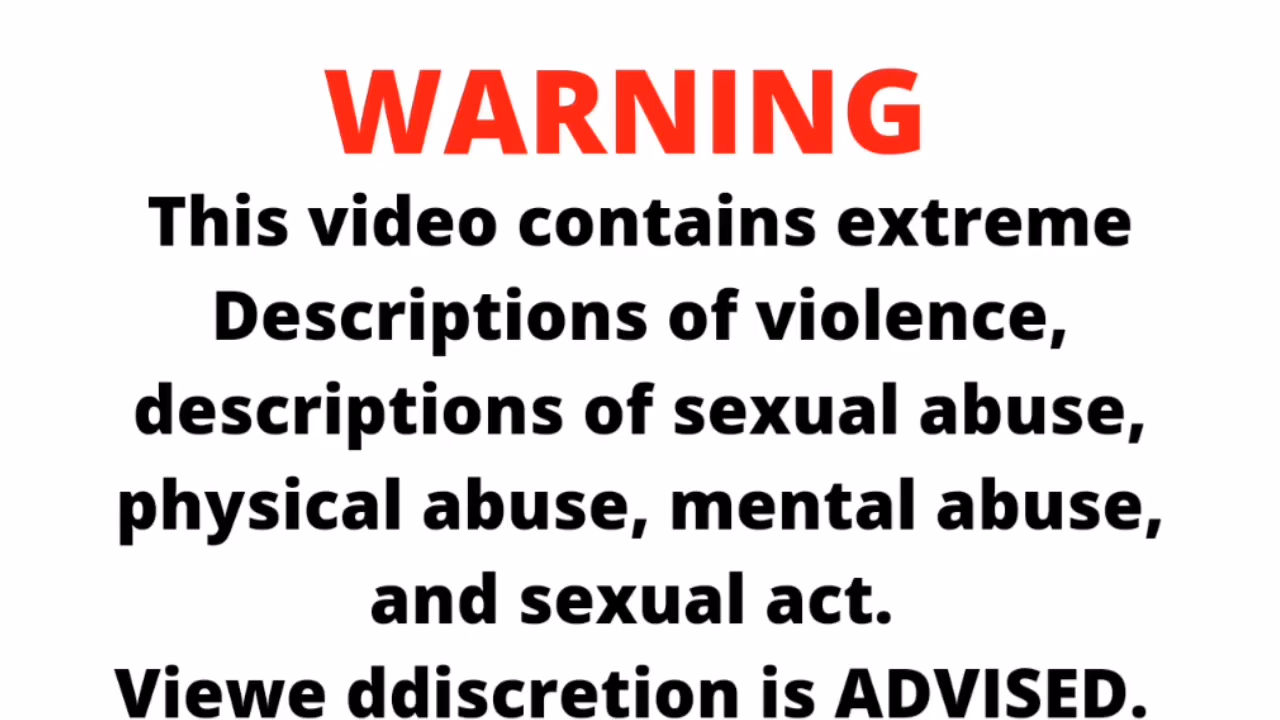 WARNING
This video contains extreme
Descriptions of violence,
descriptions of sexual abuse,
physical abuse, mental abuse,
and sexual act.
Viewe ddiscretion is ADVISED.